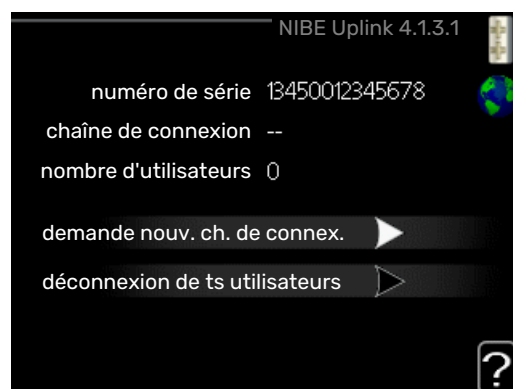 NIBE Uplink 4.1.3.1
numéro de série 13450012345678
chaîne de connexion --
nombre d'utilisateurs 0
demande nouv. ch. de connex.
déconnexion de ts utilisateurs
?